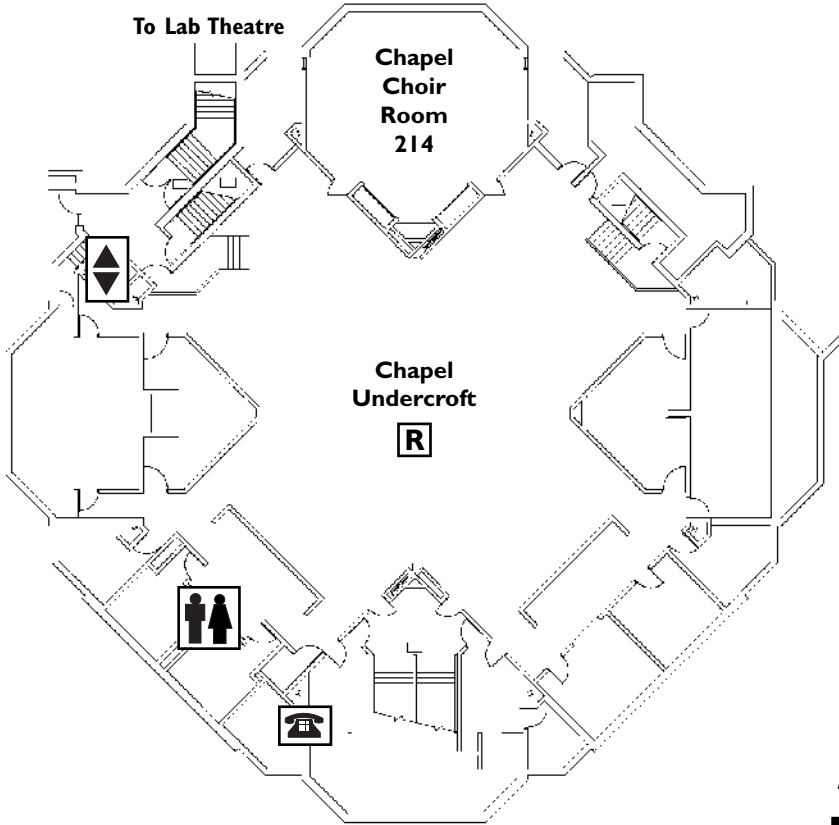 To Lab Theatre
Chapel
Choir
Room
214
Chapel
Undercroft
R